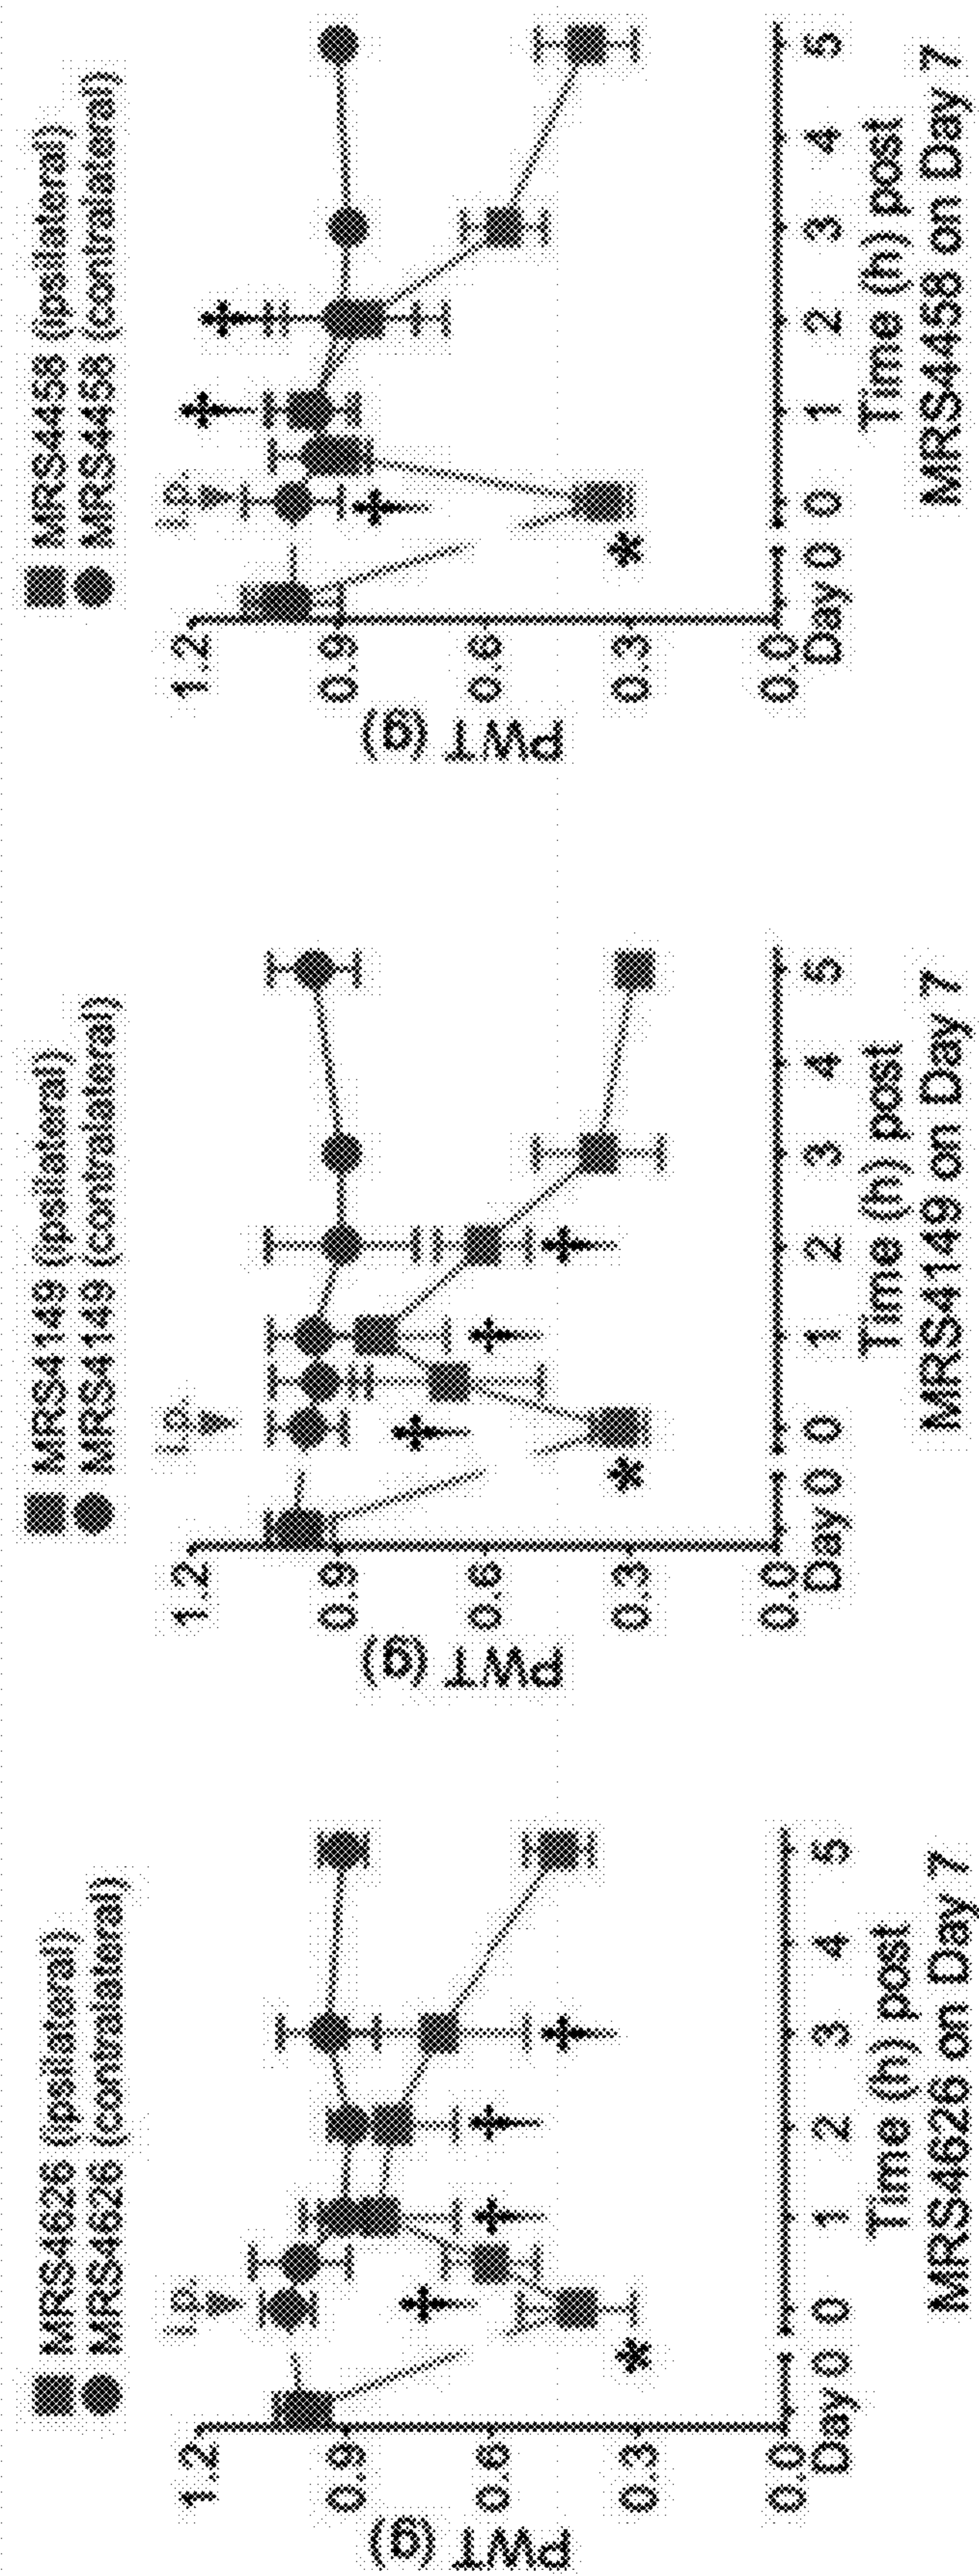 MRS4626 (ipsilateral)
MRS4626 (contralateral)
i.p.
PWT (g)
1.2
0.9
0.6
0.3
0.0
*
Day 0 0 1 2 3 4 5
Time (h) post
MRS4626 on Day 7
MRS4149 (ipsilateral)
MRS4149 (contralateral)
i.p.
PWT (g)
1.2
0.9
0.6
0.3
0.0
*
Day 0 0 1 2 3 4 5
Time (h) post
MRS4149 on Day 7
MRS4458 (ipsilateral)
MRS4458 (contralateral)
i.p.
PWT (g)
1.2
0.9
0.6
0.3
0.0
*
Day 0 0 1 2 3 4 5
Time (h) post
MRS4458 on Day 7